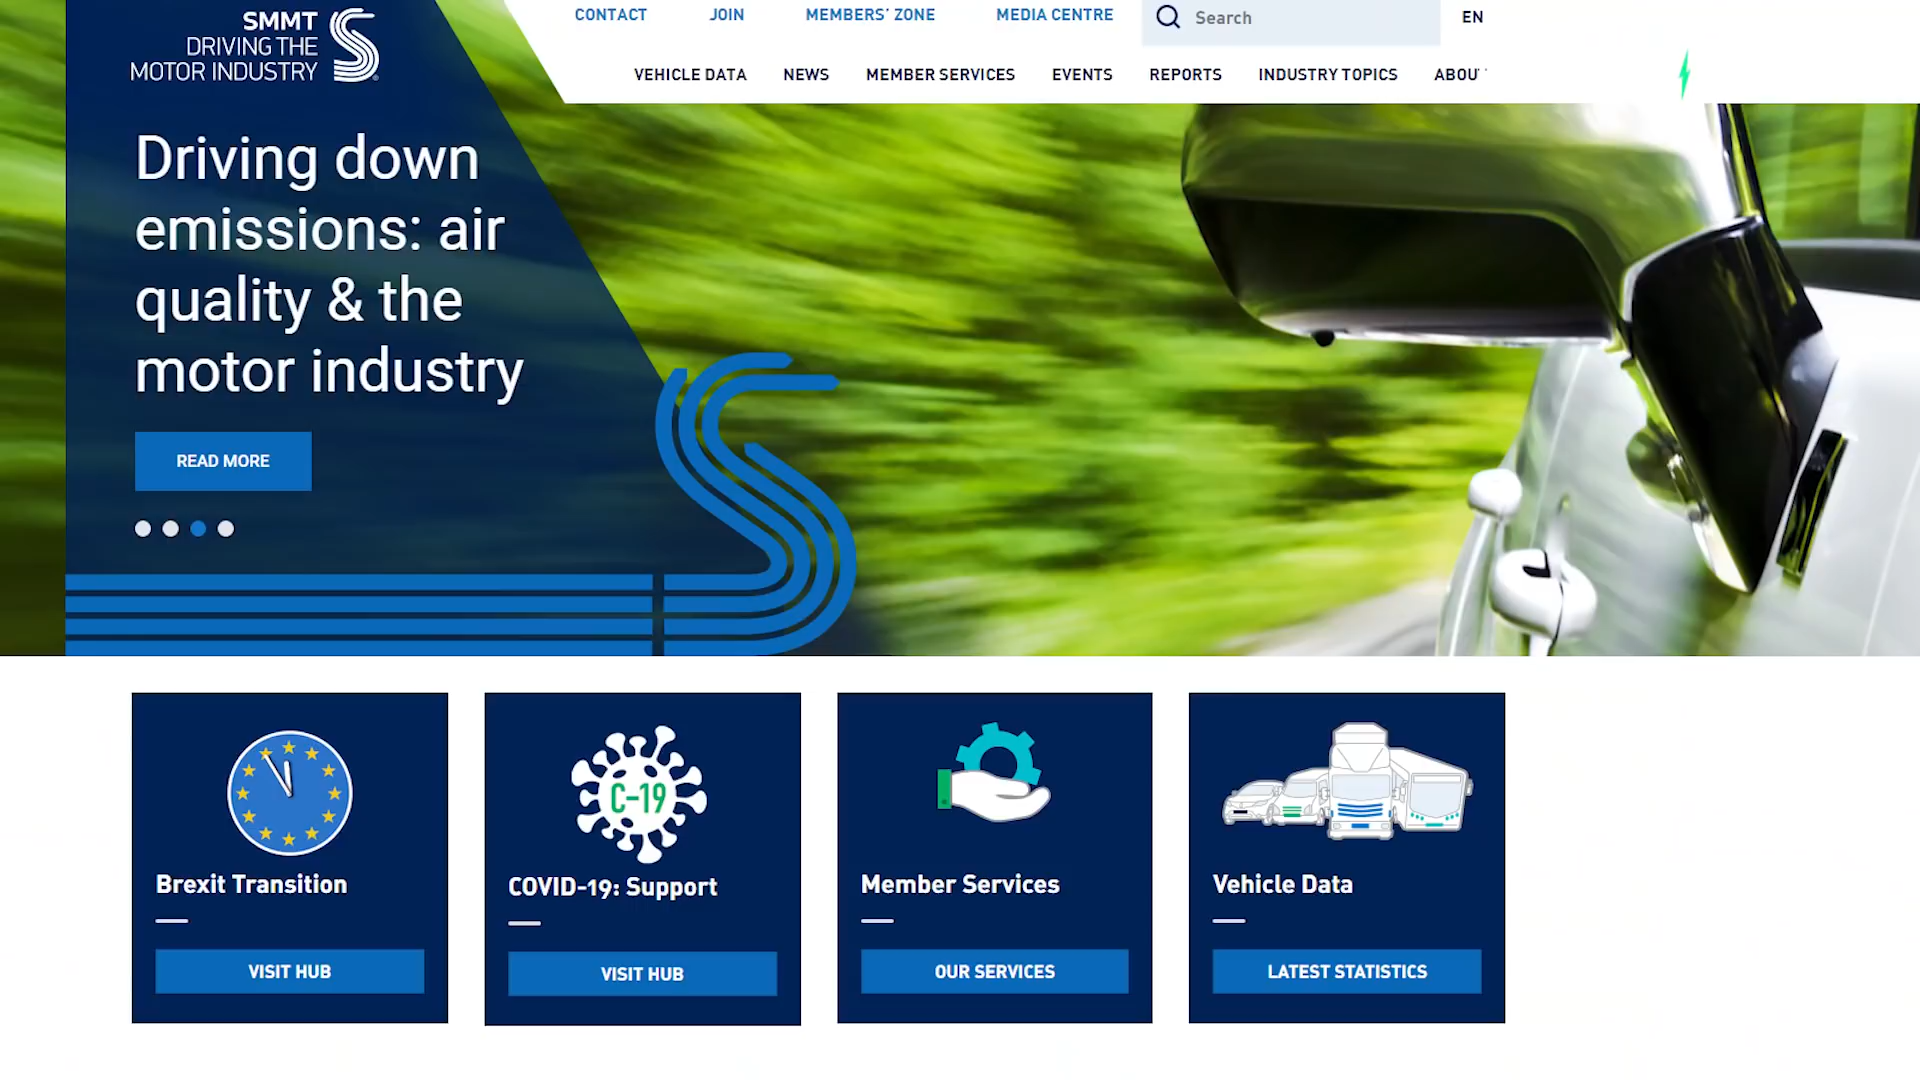 SMMT
DRIVING THE
MOTOR INDUSTRY
CONTACT
JOIN
MEMBERS' ZONE
MEDIA CENTRE
Search
EN
VEHICLE DATA
NEWS
MEMBER SERVICES
EVENTS
REPORTS
INDUSTRY TOPICS
ABOU
Driving down
emissions: air
quality & the
motor industry
READ MORE
C-19
Brexit Transition
COVID-19: Support
Member Services
Vehicle Data
VISIT HUB
VISIT HUB
OUR SERVICES
LATEST STATISTICS